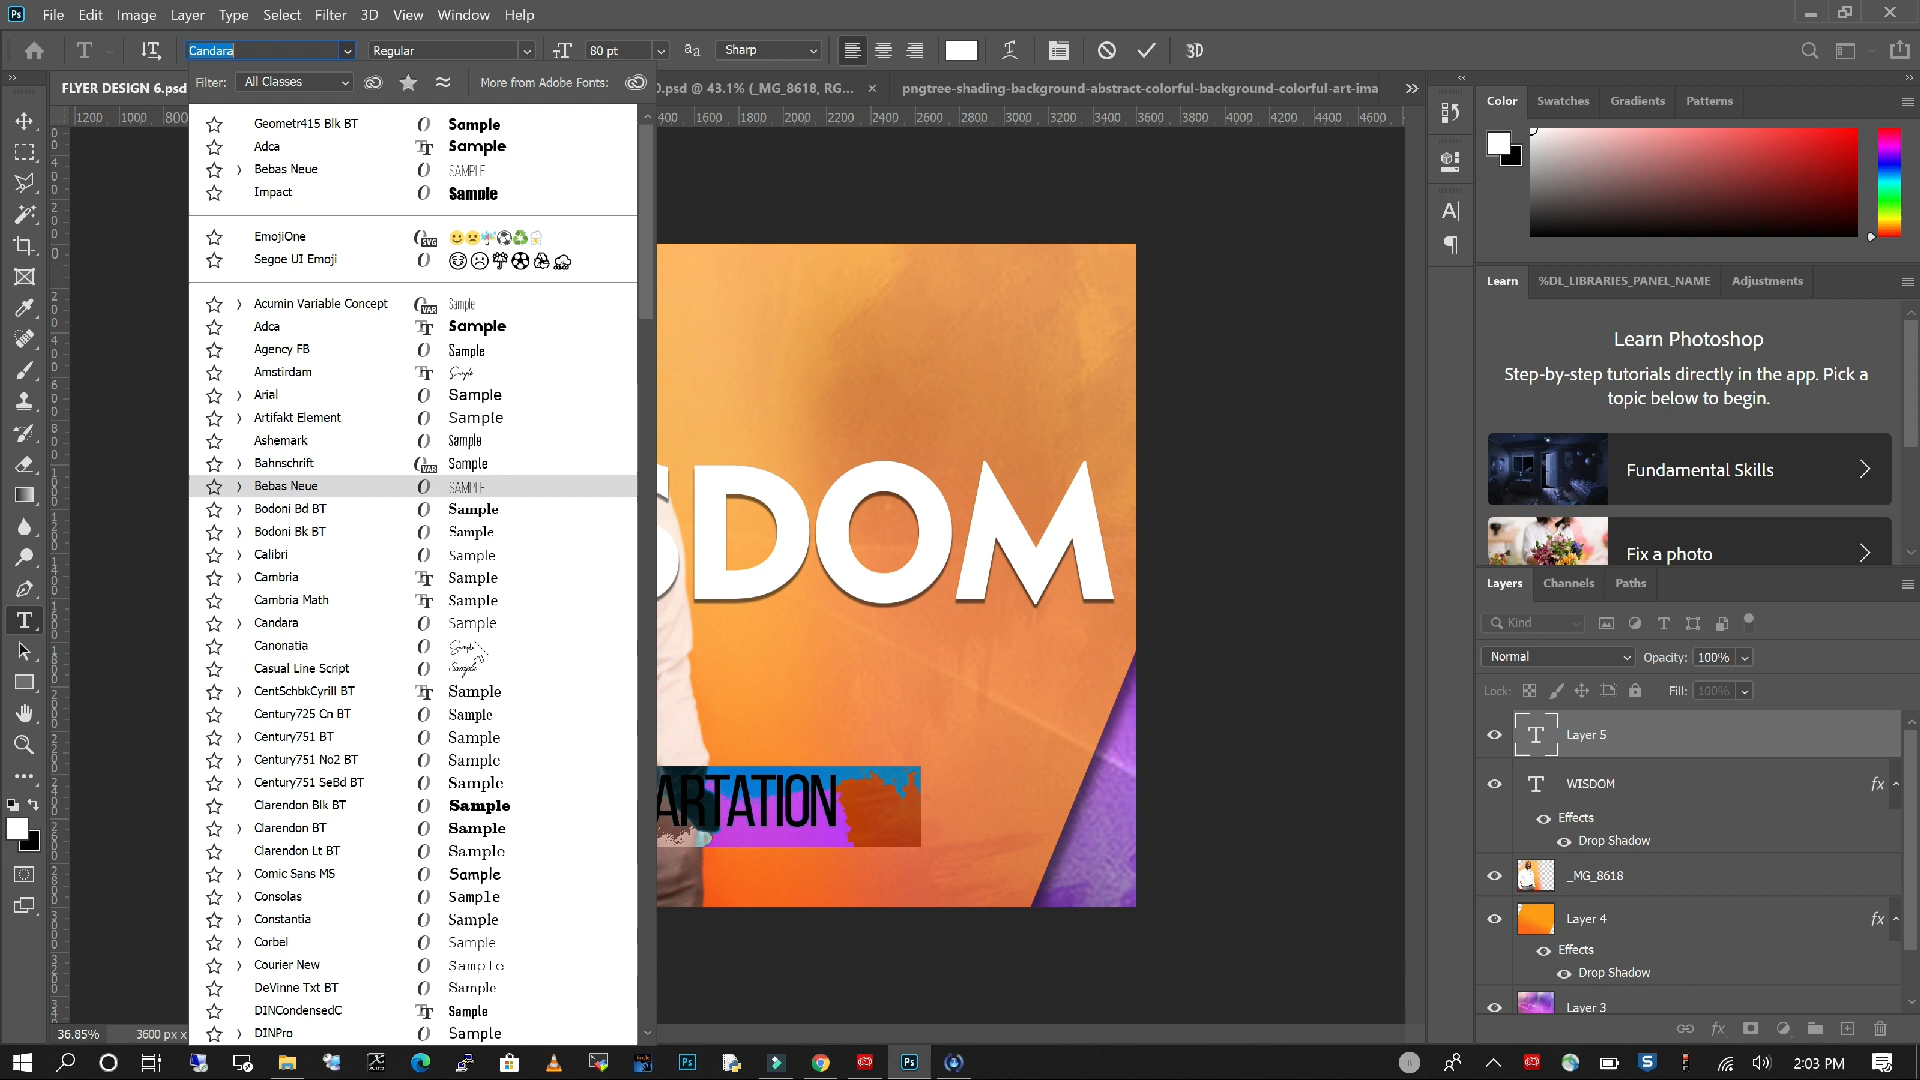 Ps File Edit Image Layer Type Select Filter 3D View Window Help
Candara Regular 80 pt Sharp 3D
Filter: All Classes More from Adobe Fonts:
FLYER DESIGN 6.psd 0.psd @ 43.1% (_MG_8618, RG... × pngtree-shading-background-abstract-colorful-background-colorful-art-ima
1200 1000 800 400 1600 1800 2000 2200 2400 2600 2800 3000 3200 3400 3600 3800 4000 4200 4400 4600
Geometr415 Blk BT Sample
Adca Sample
Bebas Neue SAMPLE
Impact Sample
EmojiOne
Segoe UI Emoji
Acumin Variable Concept Sample
Adca Sample
Agency FB Sample
Amstirdam Sample
Arial Sample
Artifakt Element Sample
Ashemark Sample
Bahnschrift Sample
Bebas Neue SAMPLE
Bodoni Bd BT Sample
Bodoni Bk BT Sample
Calibri Sample
Cambria Sample
Cambria Math Sample
Candara Sample
Canonatia Sample
Casual Line Script Sample
CentSchbkCyrill BT Sample
Century725 Cn BT Sample
Century751 BT Sample
Century751 No2 BT Sample
Century751 SeBd BT Sample
Clarendon Blk BT Sample
Clarendon BT Sample
Clarendon Lt BT Sample
Comic Sans MS Sample
Consolas Sample
Constantia Sample
Corbel Sample
Courier New Sample
DeVinne Txt BT Sample
DINCondensedC Sample
DINPro Sample
SDOM
ARTATION
Color Swatches Gradients Patterns
Learn %DL_LIBRARIES_PANEL_NAME Adjustments
Learn Photoshop
Step-by-step tutorials directly in the app. Pick a
topic below to begin.
Fundamental Skills
Fix a photo
Layers Channels Paths
Kind
Normal Opacity: 100%
Lock: Fill: 100%
Layer 5
WISDOM fx
Effects
Drop Shadow
_MG_8618
Layer 4 fx
Effects
Drop Shadow
Layer 3
36.85% 3600 px x
2:03 PM